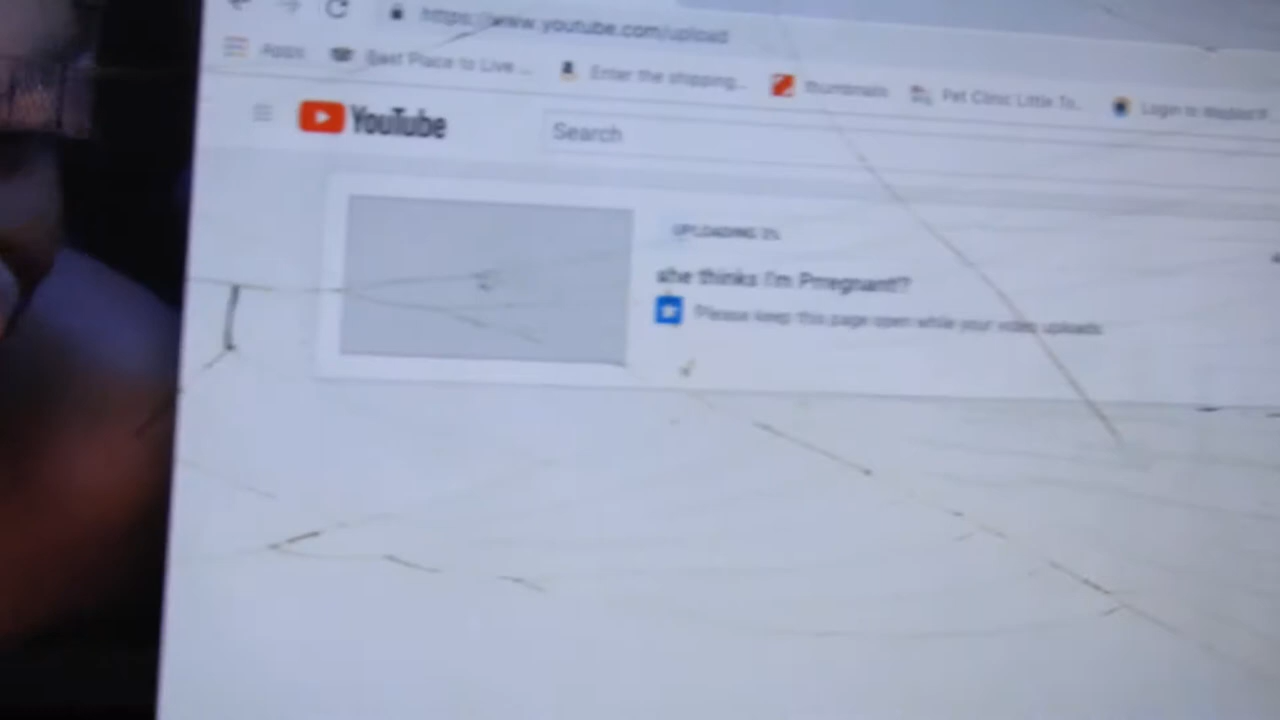 https://www.youtube.com/upload
Apps Best Place to Live ... Enter the shipping... thumbnails Pet Clinic Little To... Login to
YouTube
Search
UPLOADING
she thinks I'm Prregnant!?
Please keep this page open while your video uploads